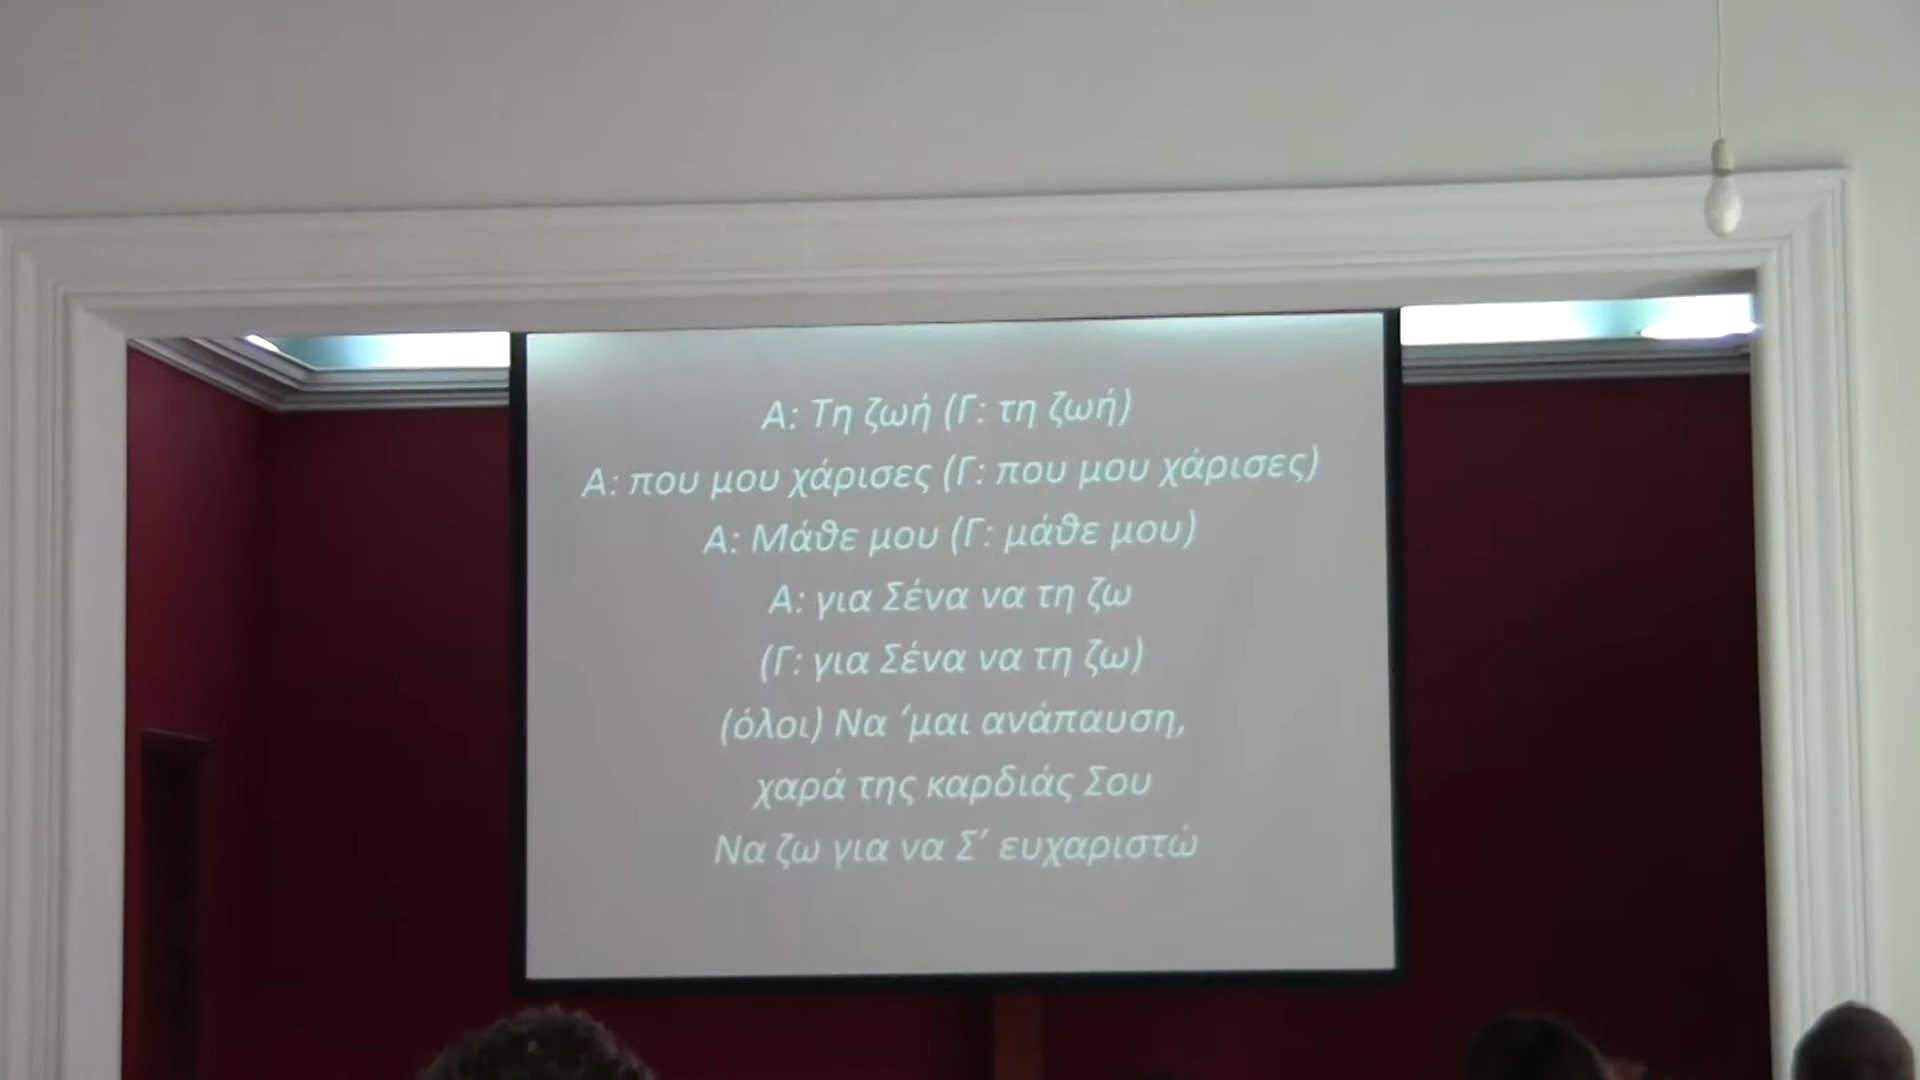 Α: Τη ζωή (Γ: τη ζωή)
Α: που μου χάρισες (Γ: που μου χάρισες)
Α: Μάθε μου (Γ: μάθε μου)
Α: για Σένα να τη ζω
(Γ: για Σένα να τη ζω)
(όλοι) Να ‘μαι ανάπαυση,
χαρά της καρδιάς Σου
Να ζω για να Σ’ ευχαριστώ